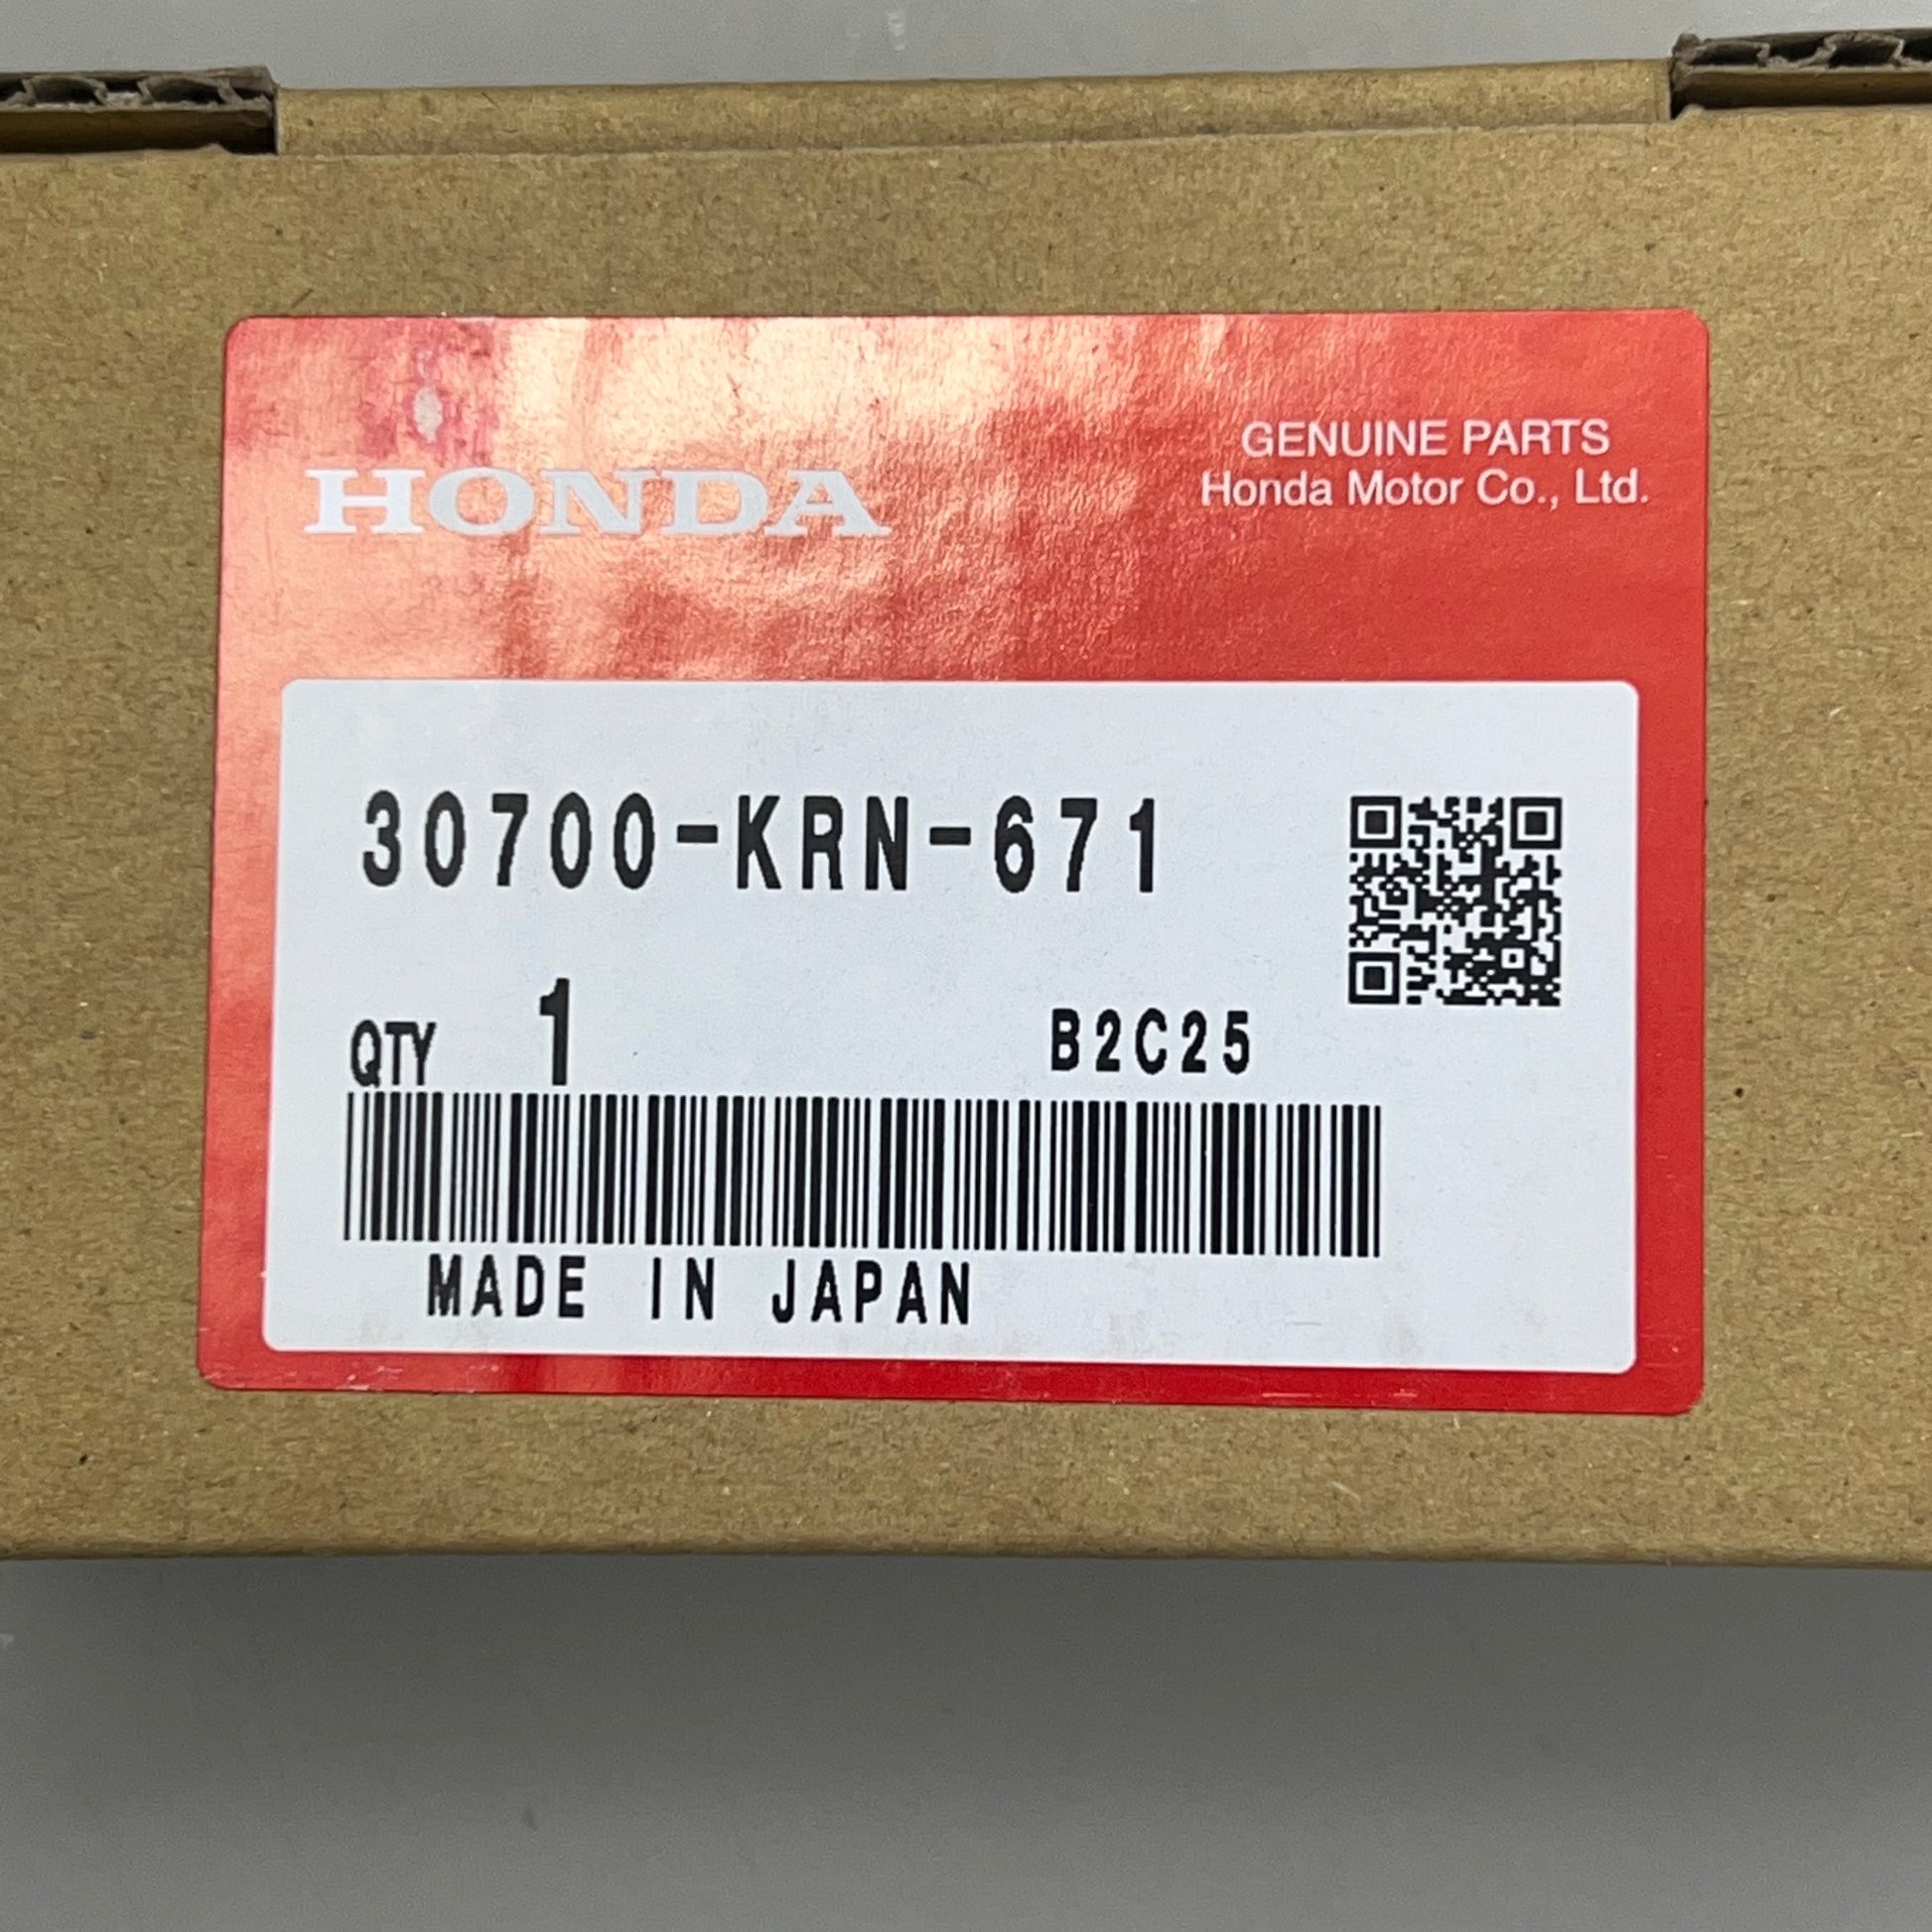 HONDA
GENUINE PARTS
Honda Motor Co., Ltd.
30700-KRN-671
QTY 1 B2C25
MADE IN JAPAN